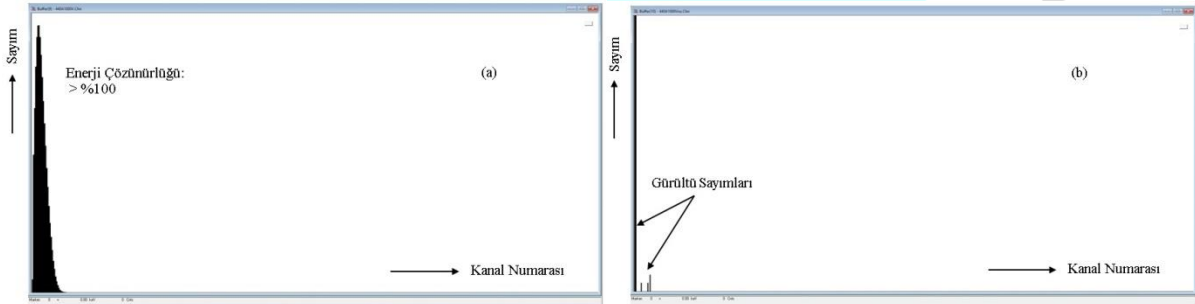 Sayım
Enerji Çözünürlüğü:
> %100
(a)
Kanal Numarası
Sayım
(b)
Gürültü Sayımları
Kanal Numarası